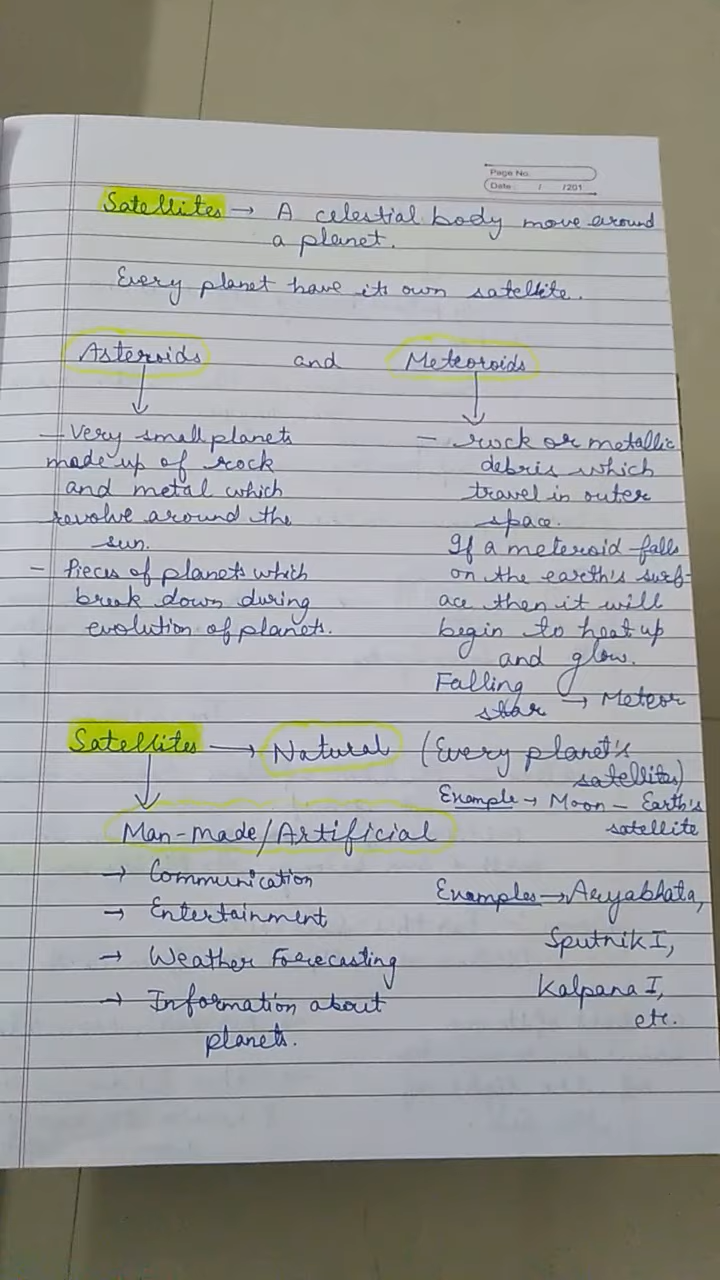 Page No.
Date: / /201
Satellites → A celestial body move around
a planet.
Every planet have its own satellite.
Asteroids and Meteoroids
- Very small planets
made up of rock
and metal which
revolve around the
sun.
- Pieces of planets which
break down during
evolution of planets.
- rock or metallic
debris which
travel in outer
space.
If a meteroid falls
on the earth's surf-
ace then it will
begin to heat up
and glow.
Falling
star → Meteor
Satellites → Natural (Every planet's
satellites)
Example → Moon - Earth's
satellite
Man-made/Artificial
→ Communication
→ Entertainment
→ Weather Forecasting
→ Information about
planets.
Examples → Aryabhata,
Sputnik I,
Kalpana I,
etc.